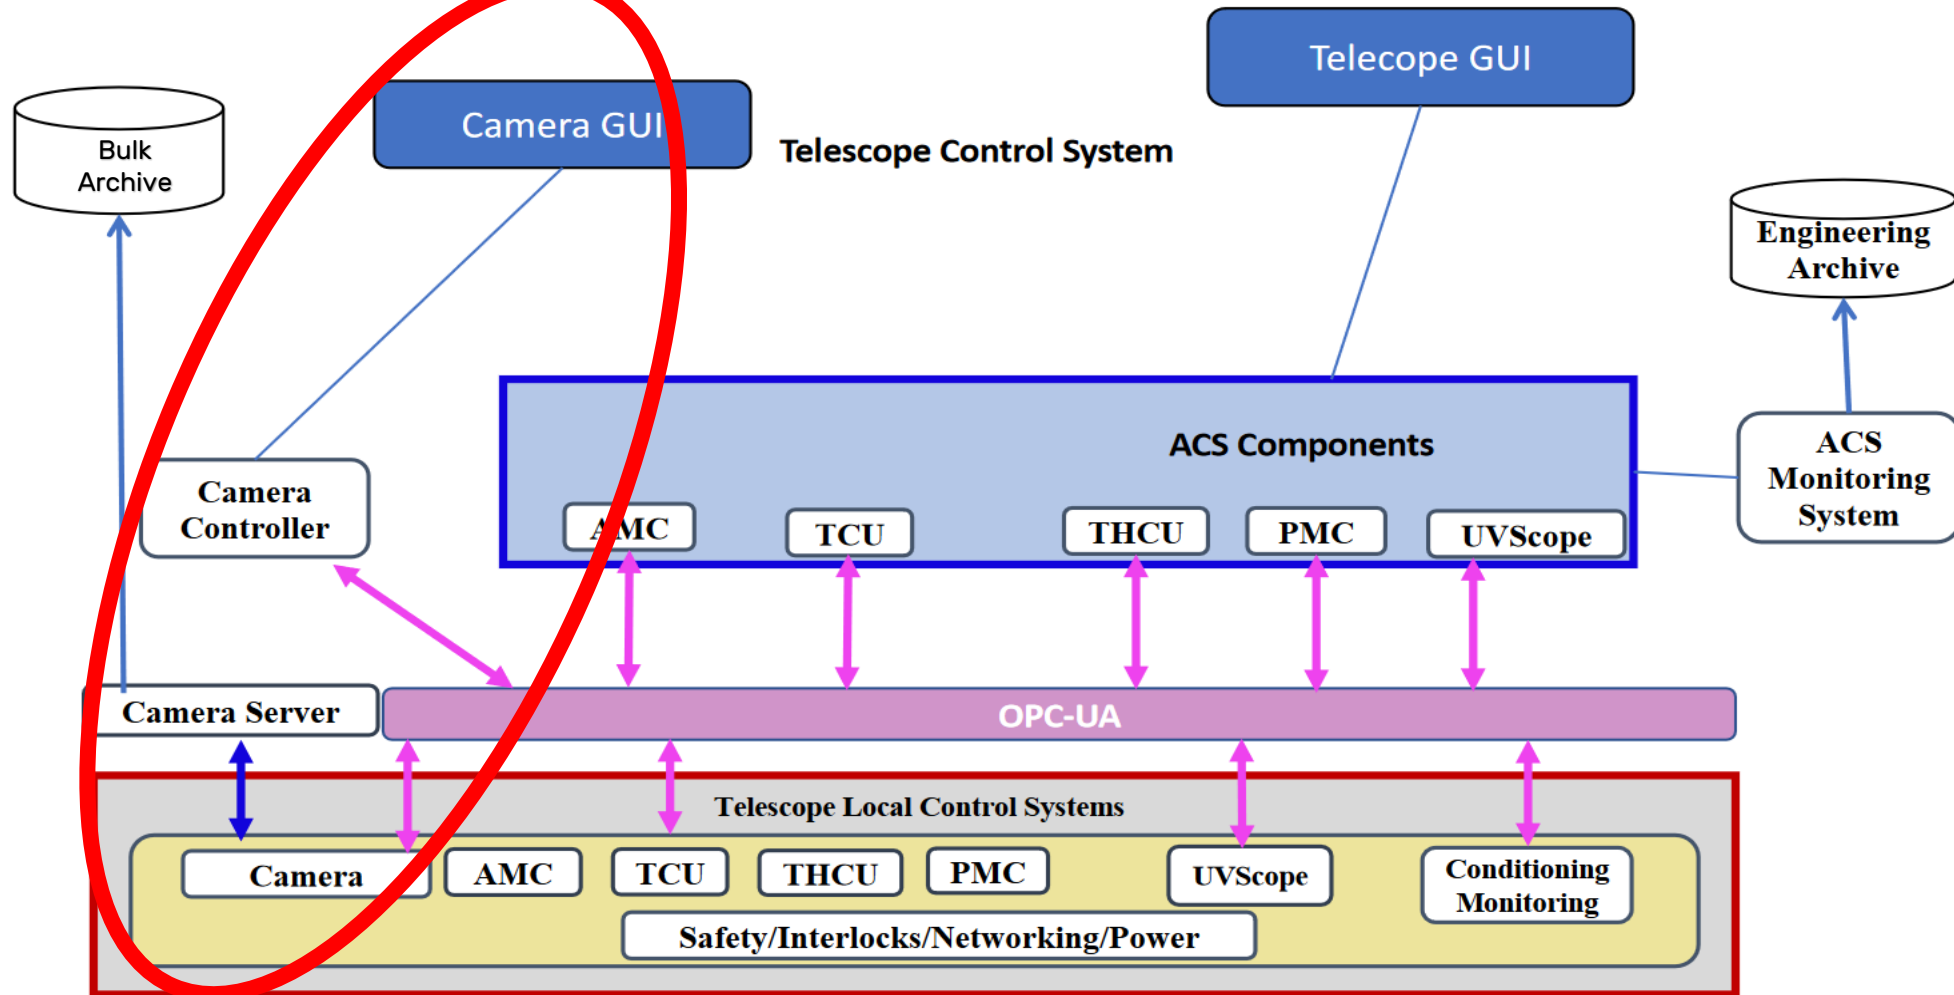 Telecope GUI
Camera GUI
Telescope Control System
Bulk
Archive
Engineering
Archive
ACS Components
ACS
Monitoring
System
Camera
Controller
AMC
TCU
THCU
PMC
UVScope
Camera Server
OPC-UA
Telescope Local Control Systems
Camera
AMC
TCU
THCU
PMC
UVScope
Conditioning
Monitoring
Safety/Interlocks/Networking/Power